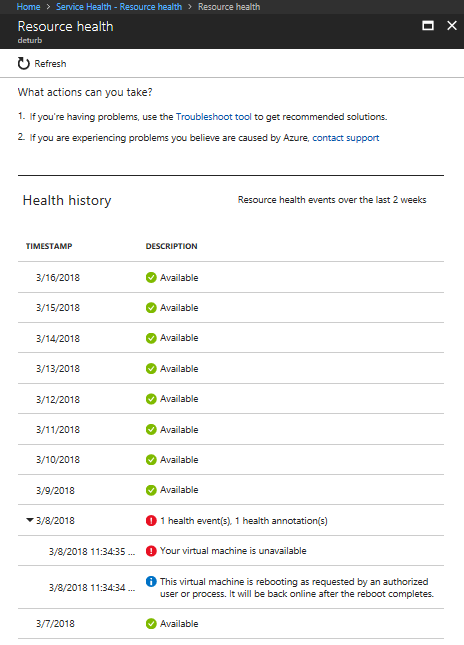 Home > Service Health - Resource health > Resource health
Resource health
deturb
Refresh
What actions can you take?
1. If you're having problems, use the Troubleshoot tool to get recommended solutions.
2. If you are experiencing problems you believe are caused by Azure, contact support
Health history
Resource health events over the last 2 weeks
TIMESTAMP DESCRIPTION
3/16/2018 Available
3/15/2018 Available
3/14/2018 Available
3/13/2018 Available
3/12/2018 Available
3/11/2018 Available
3/10/2018 Available
3/9/2018 Available
3/8/2018 1 health event(s), 1 health annotation(s)
3/8/2018 11:34:35 ... Your virtual machine is unavailable
3/8/2018 11:34:34 ... This virtual machine is rebooting as requested by an authorized
user or process. It will be back online after the reboot completes.
3/7/2018 Available